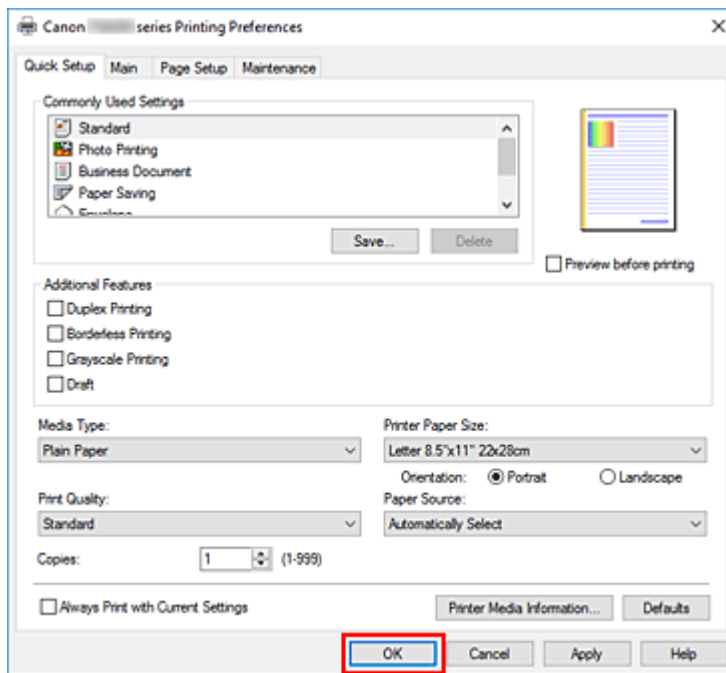 Canon series Printing Preferences
Quick Setup Main Page Setup Maintenance
Commonly Used Settings
Standard
Photo Printing
Business Document
Paper Saving
Envelope
Save... Delete
Preview before printing
Additional Features
Duplex Printing
Borderless Printing
Grayscale Printing
Draft
Media Type: Printer Paper Size:
Plain Paper Letter 8.5"x11" 22x28cm
Orientation: Portrait Landscape
Print Quality: Paper Source:
Standard Automatically Select
Copies: 1 (1-999)
Always Print with Current Settings Printer Media Information... Defaults
OK Cancel Apply Help